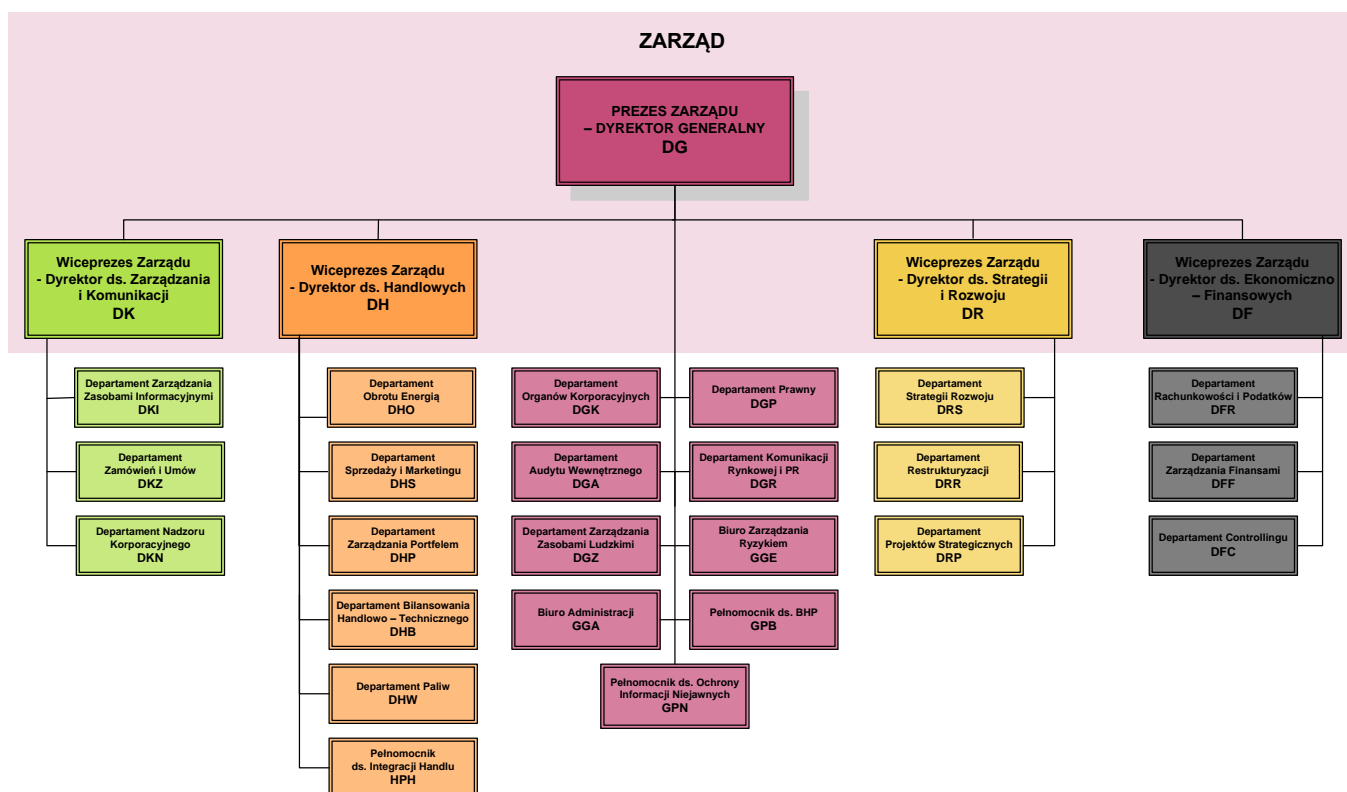 ZARZĄD
PREZES ZARZĄDU
– DYREKTOR GENERALNY
DG
Wiceprezes Zarządu
- Dyrektor ds. Zarządzania
i Komunikacji
DK
Wiceprezes Zarządu
- Dyrektor ds. Handlowych
DH
Wiceprezes Zarządu
- Dyrektor ds. Strategii
i Rozwoju
DR
Wiceprezes Zarządu
- Dyrektor ds. Ekonomiczno
– Finansowych
DF
Departament Zarządzania
Zasobami Informacyjnymi
DKI
Departament
Zamówień i Umów
DKZ
Departament Nadzoru
Korporacyjnego
DKN
Departament
Obrotu Energią
DHO
Departament
Sprzedaży i Marketingu
DHS
Departament
Zarządzania Portfelem
DHP
Departament Bilansowania
Handlowo – Technicznego
DHB
Departament Paliw
DHW
Pełnomocnik
ds. Integracji Handlu
HPH
Departament
Organów Korporacyjnych
DGK
Departament
Audytu Wewnętrznego
DGA
Departament Zarządzania
Zasobami Ludzkimi
DGZ
Biuro Administracji
GGA
Departament Prawny
DGP
Departament Komunikacji
Rynkowej i PR
DGR
Biuro Zarządzania
Ryzykiem
GGE
Pełnomocnik ds. BHP
GPB
Pełnomocnik ds. Ochrony
Informacji Niejawnych
GPN
Departament
Strategii Rozwoju
DRS
Departament
Restrukturyzacji
DRR
Departament
Projektów Strategicznych
DRP
Departament
Rachunkowości i Podatków
DFR
Departament
Zarządzania Finansami
DFF
Departament Controllingu
DFC